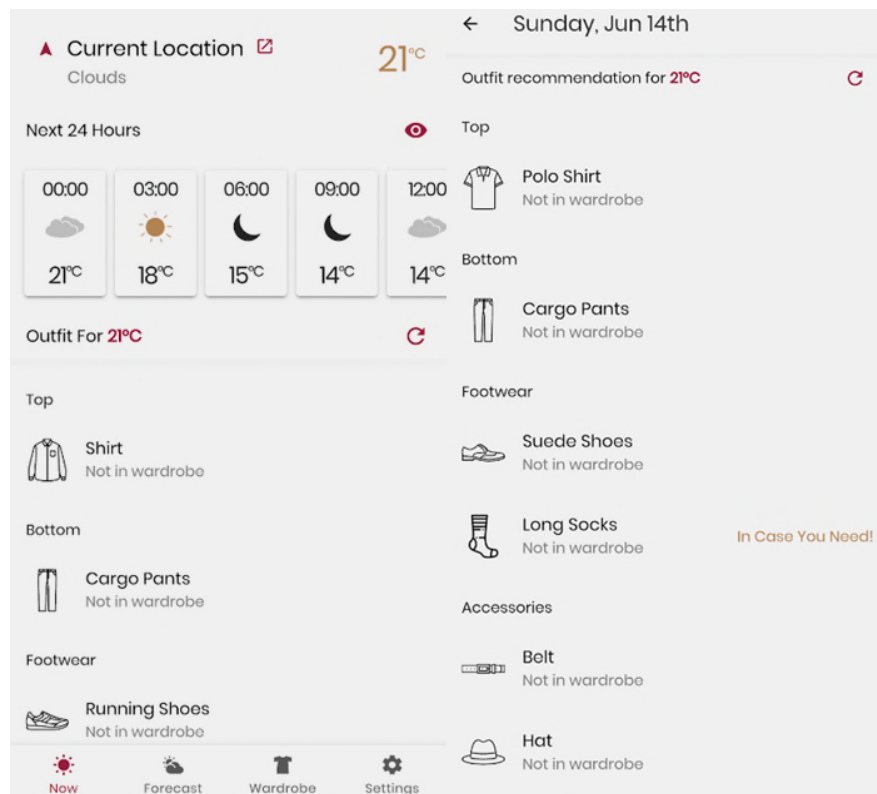 Current Location
Clouds
21°C
Next 24 Hours
00:00 03:00 06:00 09:00 12:00
21°C 18°C 15°C 14°C 14°C
Outfit For 21°C
Top
Shirt
Not in wardrobe
Bottom
Cargo Pants
Not in wardrobe
Footwear
Running Shoes
Not in wardrobe
Now Forecast Wardrobe Settings
Sunday, Jun 14th
Outfit recommendation for 21°C
Top
Polo Shirt
Not in wardrobe
Bottom
Cargo Pants
Not in wardrobe
Footwear
Suede Shoes
Not in wardrobe
Long Socks
Not in wardrobe
In Case You Need!
Accessories
Belt
Not in wardrobe
Hat
Not in wardrobe